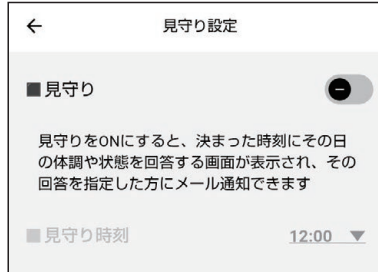 見守り設定
■見守り
見守りをONにすると、決まった時刻にその日
の体調や状態を回答する画面が表示され、その
回答を指定した方にメール通知できます
■見守り時刻 12:00 ▼